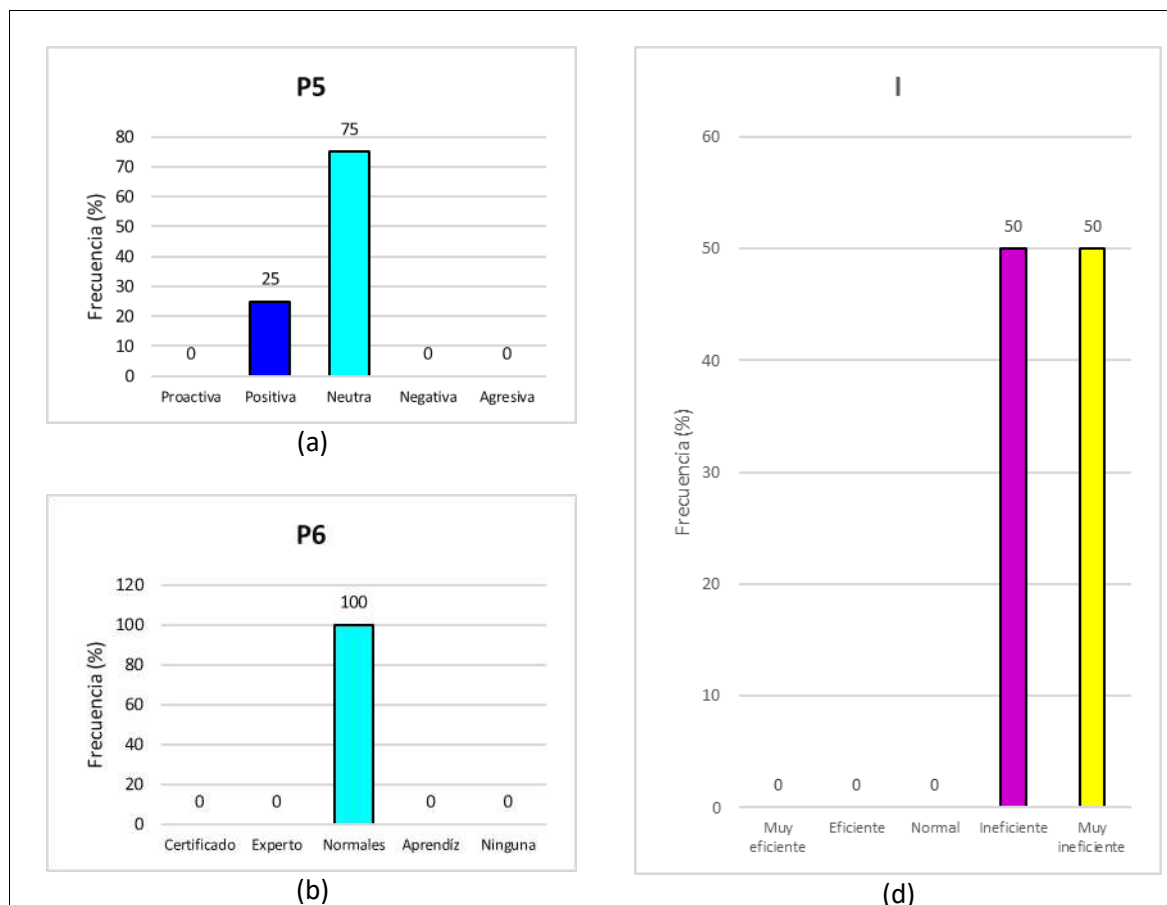 P5
Frecuencia (%)
80
70
60
50
40
30
20
10
0
0
25
75
0
0
Proactiva Positiva Neutra Negativa Agresiva
(a)
P6
Frecuencia (%)
120
100
80
60
40
20
0
0
0
100
0
0
Certificado Experto Normales Aprendíz Ninguna
(b)
I
Frecuencia (%)
60
50
40
30
20
10
0
0
0
0
50
50
Muy eficiente
Eficiente
Normal
Ineficiente
Muy ineficiente
(d)